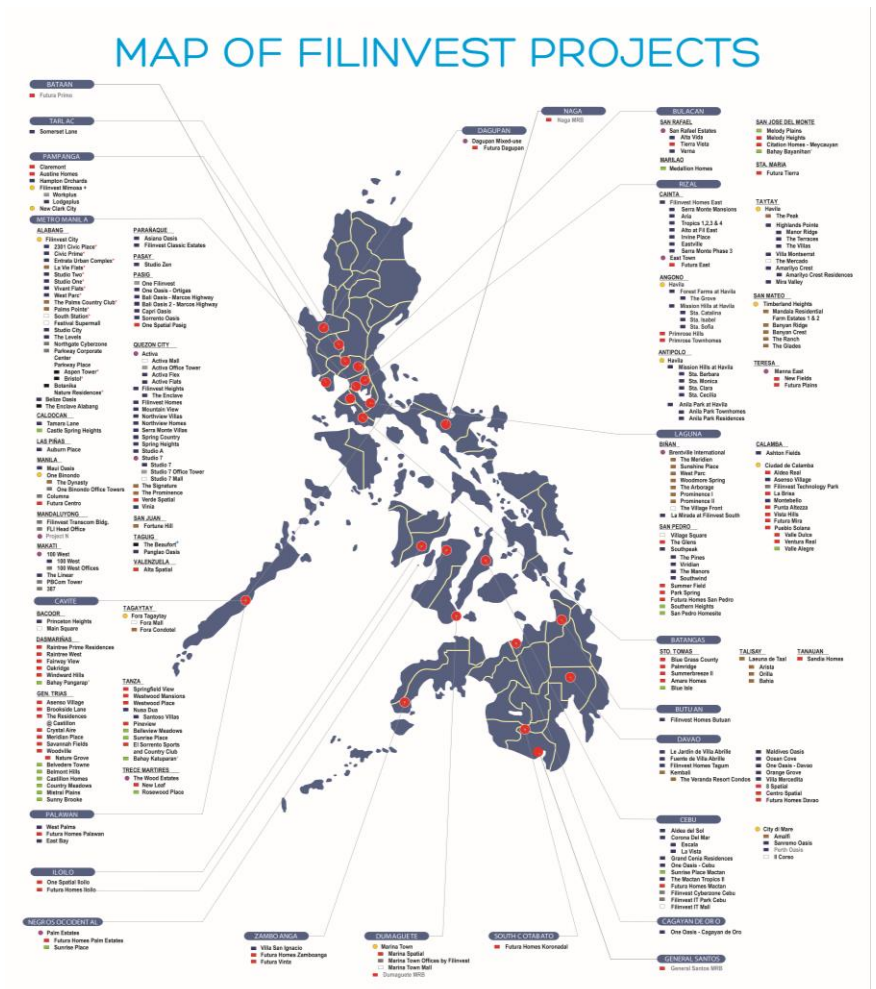 MAP OF FILINVEST PROJECTS
BATAAN
Futura Prime
TARLAC
Somerset Lane
PAMPANGA
Claremont
Austine Homes
Hampton Orchards
Filinvest Mimosa +
Workplus
Lodgeplus
New Clark City
METRO MANILA
ALABANG
Filinvest City
2301 Civic Place*
Civic Prime*
Entrata Urban Complex*
La Vie Flats*
Studio Two*
Studio One*
Vivant Flats*
West Parc*
The Palms Country Club*
Palms Pointe*
South Station*
Festival Supermall
Studio City
The Levels
Northgate Cyberzone
Parkway Corporate
Center
Parkway Place
Aspen Tower*
Bristol*
Botanika
Nature Residences*
Belize Oasis
The Enclave Alabang
CALOOCAN
Tamara Lane
Castle Spring Heights
LAS PIÑAS
Auburn Place
MANILA
Maui Oasis
One Binondo
The Dynasty
One Binondo Office Towers
Columna
Futura Centro
MANDALUYONG
Filinvest Transcom Bldg.
FLI Head Office
Project N
MAKATI
100 West
100 West
100 West Offices
The Linear
PBCom Tower
387
PARAÑAQUE
Asiana Oasis
Filinvest Classic Estates
PASAY
Studio Zen
PASIG
One Filinvest
One Oasis - Ortigas
Bali Oasis - Marcos Highway
Bali Oasis 2 - Marcos Highway
Capri Oasis
Sorrento Oasis
One Spatial Pasig
QUEZON CITY
Activa
Activa Mall
Activa Office Tower
Activa Flex
Activa Flats
Filinvest Heights
The Enclave
Filinvest Homes
Mountain View
Northview Villas
Northview Homes
Serra Monte Villas
Spring Country
Spring Heights
Studio A
Studio 7
Studio 7
Studio 7 Office Tower
Studio 7 Mall
The Signature
The Prominence
Verde Spatial
Vinia
SAN JUAN
Fortune Hill
TAGUIG
The Beaufort*
Panglao Oasis
VALENZUELA
Alta Spatial
CAVITE
BACOOR
Princeton Heights
Main Square
DASMARIÑAS
Raintree Prime Residences
Raintree West
Fairway View
Oakridge
Windward Hills
Bahay Pangarap*
GEN. TRIAS
Asenso Village
Brookside Lane
The Residences
@ Castillon
Crystal Aire
Meridian Place
Savannah Fields
Woodville
Nature Grove
Belvedere Towne
Belmont Hills
Castillon Homes
Country Meadows
Mistral Plains
Sunny Brooke
TAGAYTAY
Fora Tagaytay
Fora Mall
Fora Condotel
TANZA
Springfield View
Westwood Mansions
Westwood Place
Nusa Dua
Santoso Villas
Pineview
Belleview Meadows
Sunrise Place
El Sorrento Sports
and Country Club
Bahay Katuparan*
TRECE MARTIRES
The Wood Estates
New Leaf
Rosewood Place
PALAWAN
West Palms
Futura Homes Palawan
East Bay
ILOILO
One Spatial Iloilo
Futura Homes Iloilo
NEGROS OCCIDENTAL
Palm Estates
Futura Homes Palm Estates
Sunrise Place
ZAMBOANGA
Villa San Ignacio
Futura Homes Zamboanga
Futura Vinta
DUMAGUETE
Marina Town
Marina Spatial
Marina Town Offices by Filinvest
Marina Town Mall
Dumaguete MRB
SOUTH COTABATO
Futura Homes Koronadal
DAGUPAN
Dagupan Mixed-use
Futura Dagupan
NAGA
Naga MRB
BULACAN
SAN RAFAEL
San Rafael Estates
Alta Vida
Tierra Vista
Verna
MARILAO
Medallion Homes
SAN JOSE DEL MONTE
Melody Plains
Melody Heights
Citation Homes - Meycauyan
Bahay Bayanihan*
STA. MARIA
Futura Tierra
RIZAL
CAINTA
Filinvest Homes East
Serra Monte Mansions
Aria
Tropics 1,2,3 & 4
Alto at Fil East
Irvine Place
Eastville
Serra Monte Phase 3
East Town
Futura East
ANGONO
Havila
Forest Farms at Havila
The Grove
Mission Hills at Havila
Sta. Catalina
Sta. Isabel
Sta. Sofia
Primrose Hills
Primrose Townhomes
ANTIPOLO
Havila
Mission Hills at Havila
Sta. Barbara
Sta. Monica
Sta. Clara
Sta. Cecilia
Anila Park at Havila
Anila Park Townhomes
Anila Park Residences
TAYTAY
Havila
The Peak
Highlands Pointe
Manor Ridge
The Terraces
The Villas
Villa Montserrat
The Mercado
Amarilyo Crest
Amarilyo Crest Residences
Mira Valley
SAN MATEO
Timberland Heights
Mandala Residential
Farm Estates 1 & 2
Banyan Ridge
Banyan Crest
The Ranch
The Glades
TERESA
Manna East
New Fields
Futura Plains
LAGUNA
BIÑAN
Brentville International
The Meridien
Sunshine Place
West Parc
Woodmore Spring
The Arborage
Prominence I
Prominence II
The Village Front
La Mirada at Filinvest South
SAN PEDRO
Village Square
The Glens
Southpeak
The Pines
Viridian
The Manors
Southwind
Summer Field
Park Spring
Futura Homes San Pedro
Southern Heights
San Pedro Homesite
CALAMBA
Ashton Fields
Ciudad de Calamba
Aldea Real
Asenso Village
Filinvest Technology Park
La Brisa
Montebello
Punta Altezza
Vista Hills
Futura Mira
Pueblo Solana
Valle Dulce
Ventura Real
Valle Alegre
BATANGAS
STO. TOMAS
Blue Grass County
Palmridge
Summerbreeze II
Amare Homes
Blue Isle
TALISAY
Laeuna de Taal
Arista
Orilla
Bahia
TANAUAN
Sandia Homes
BUTUAN
Filinvest Homes Butuan
DAVAO
Le Jardin de Villa Abrille
Fuente de Villa Abrille
Filinvest Homes Tagum
Kembali
The Veranda Resort Condos
Maldives Oasis
Ocean Cove
One Oasis - Davao
Orange Grove
Villa Mercedita
8 Spatial
Centro Spatial
Futura Homes Davao
CEBU
Aldea del Sol
Corona Del Mar
Escala
La Vista
Grand Cenia Residences
One Oasis - Cebu
Sunrise Place Mactan
The Mactan Tropics II
Futura Homes Mactan
Filinvest Cyberzone Cebu
Filinvest IT Park Cebu
Filinvest IT Mall
City di Mare
Amalfi
Sanremo Oasis
Perth Oasis
Il Corso
CAGAYAN DE ORO
One Oasis - Cagayan de Oro
GENERAL SANTOS
General Santos MRB